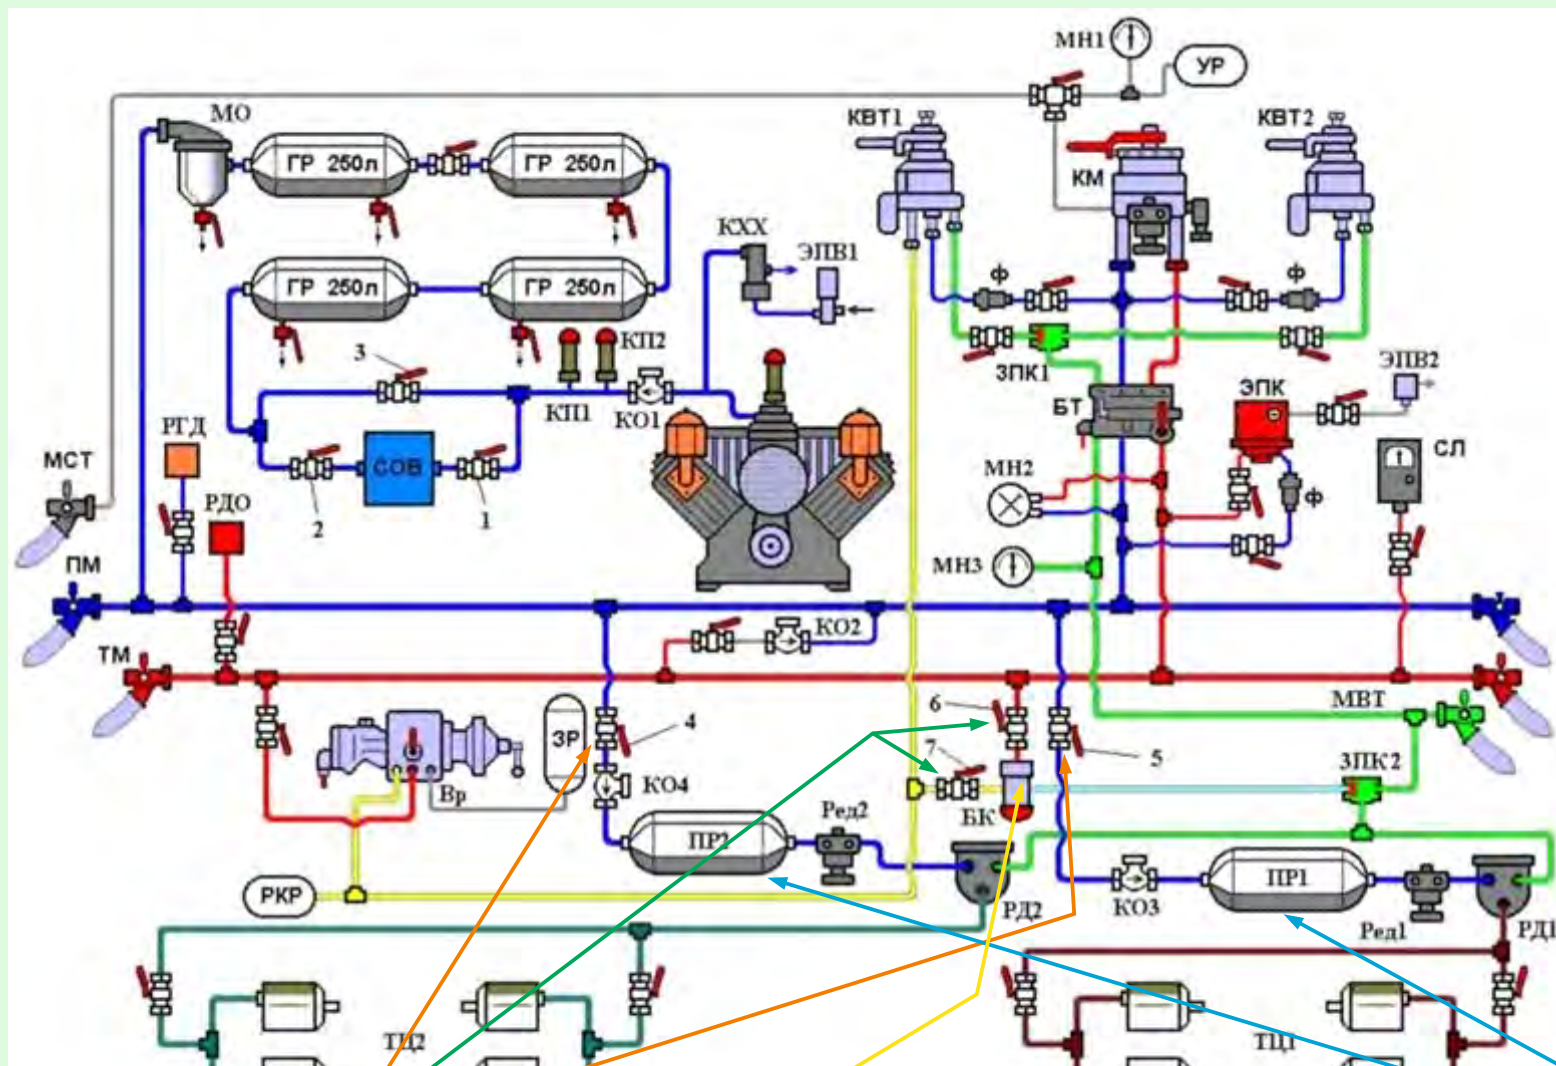 МН1
УР
МО
КВТ1
КВТ2
ГР 250л
ГР 250л
КМ
КХХ
ЭПВ1
Ф
Ф
ГР 250л
ГР 250л
КП2
3
ЗПК1
ЭПВ2
КП1
КО1
БТ
ЭПК
РГД
МСТ
СОВ
СЛ
МН2
РДО
2
1
Ф
ПМ
МН3
КО2
ТМ
6
МВТ
ЗР
4
7
5
ЗПК2
КО4
Вр
БК
Ред2
ПР2
ПР1
РКР
КО3
РД2
Ред1
РД1
ТЦ2
ТЦ1